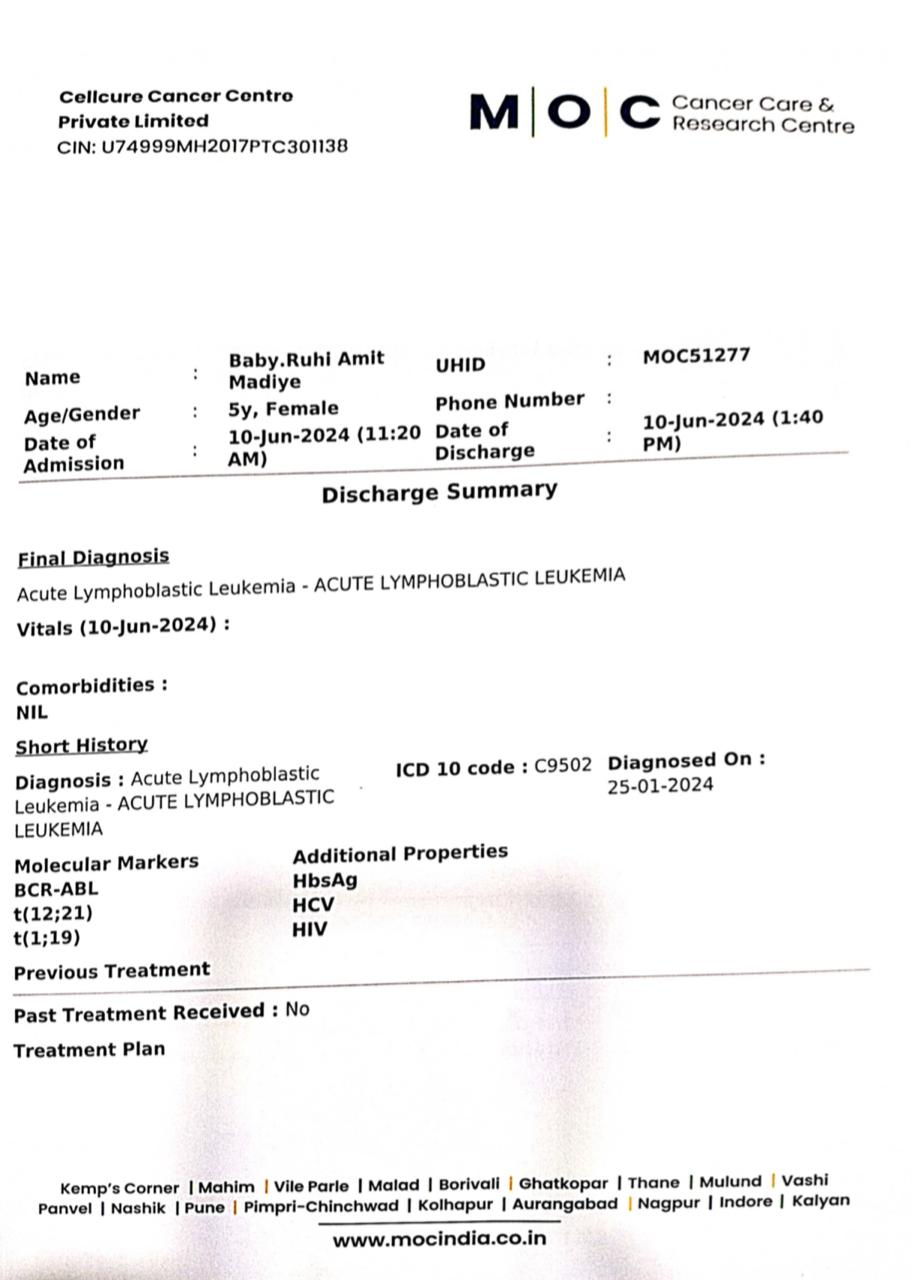 Cellcure Cancer Centre
Private Limited
CIN: U74999MH2017PTC301138
M|O|C Cancer Care &
Research Centre
Name : Baby.Ruhi Amit Madiye UHID : MOC51277
Age/Gender : 5y, Female Phone Number :
Date of Admission : 10-Jun-2024 (11:20 AM) Date of Discharge : 10-Jun-2024 (1:40 PM)
Discharge Summary
Final Diagnosis
Acute Lymphoblastic Leukemia - ACUTE LYMPHOBLASTIC LEUKEMIA
Vitals (10-Jun-2024) :
Comorbidities :
NIL
Short History
Diagnosis : Acute Lymphoblastic
Leukemia - ACUTE LYMPHOBLASTIC
LEUKEMIA
ICD 10 code : C9502
Diagnosed On :
25-01-2024
Molecular Markers
BCR-ABL
t(12;21)
t(1;19)
Additional Properties
HbsAg
HCV
HIV
Previous Treatment
Past Treatment Received : No
Treatment Plan
Kemp's Corner | Mahim | Vile Parle | Malad | Borivali | Ghatkopar | Thane | Mulund | Vashi
Panvel | Nashik | Pune | Pimpri-Chinchwad | Kolhapur | Aurangabad | Nagpur | Indore | Kalyan
www.mocindia.co.in